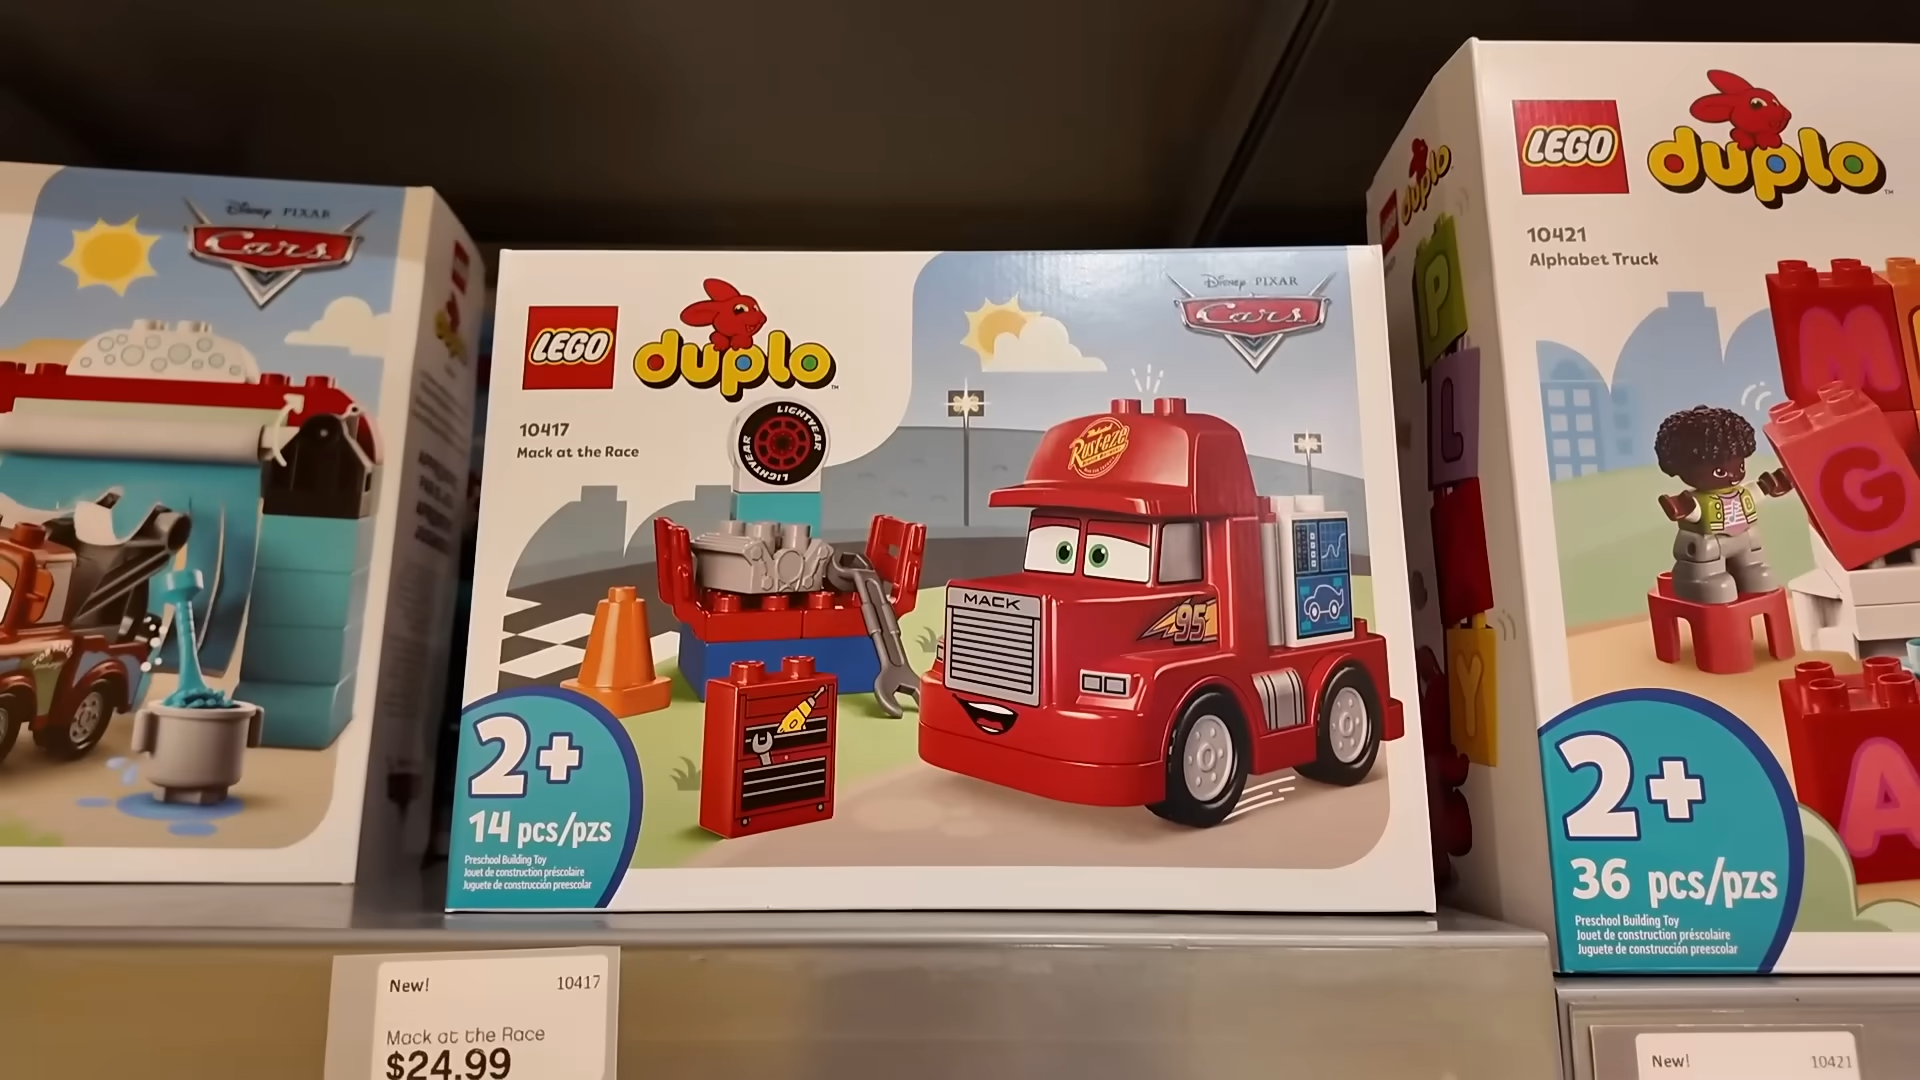 Disney PIXAR
Cars
LEGO
duplo™
10417
Mack at the Race
Disney PIXAR
Cars
LIGHTYEAR
LIGHTYEAR
LIGHTYEAR
Rust-eze
MACK
95
2+
14 pcs/pzs
Preschool Building Toy
Jouet de construction préscolaire
Juguete de construcción preescolar
duplo
P
L
Y
LEGO
duplo™
10421
Alphabet Truck
M
G
A
2+
36 pcs/pzs
Preschool Building Toy
Jouet de construction préscolaire
Juguete de construcción preescolar
New! 10417
Mack at the Race
$24.99
New! 10421